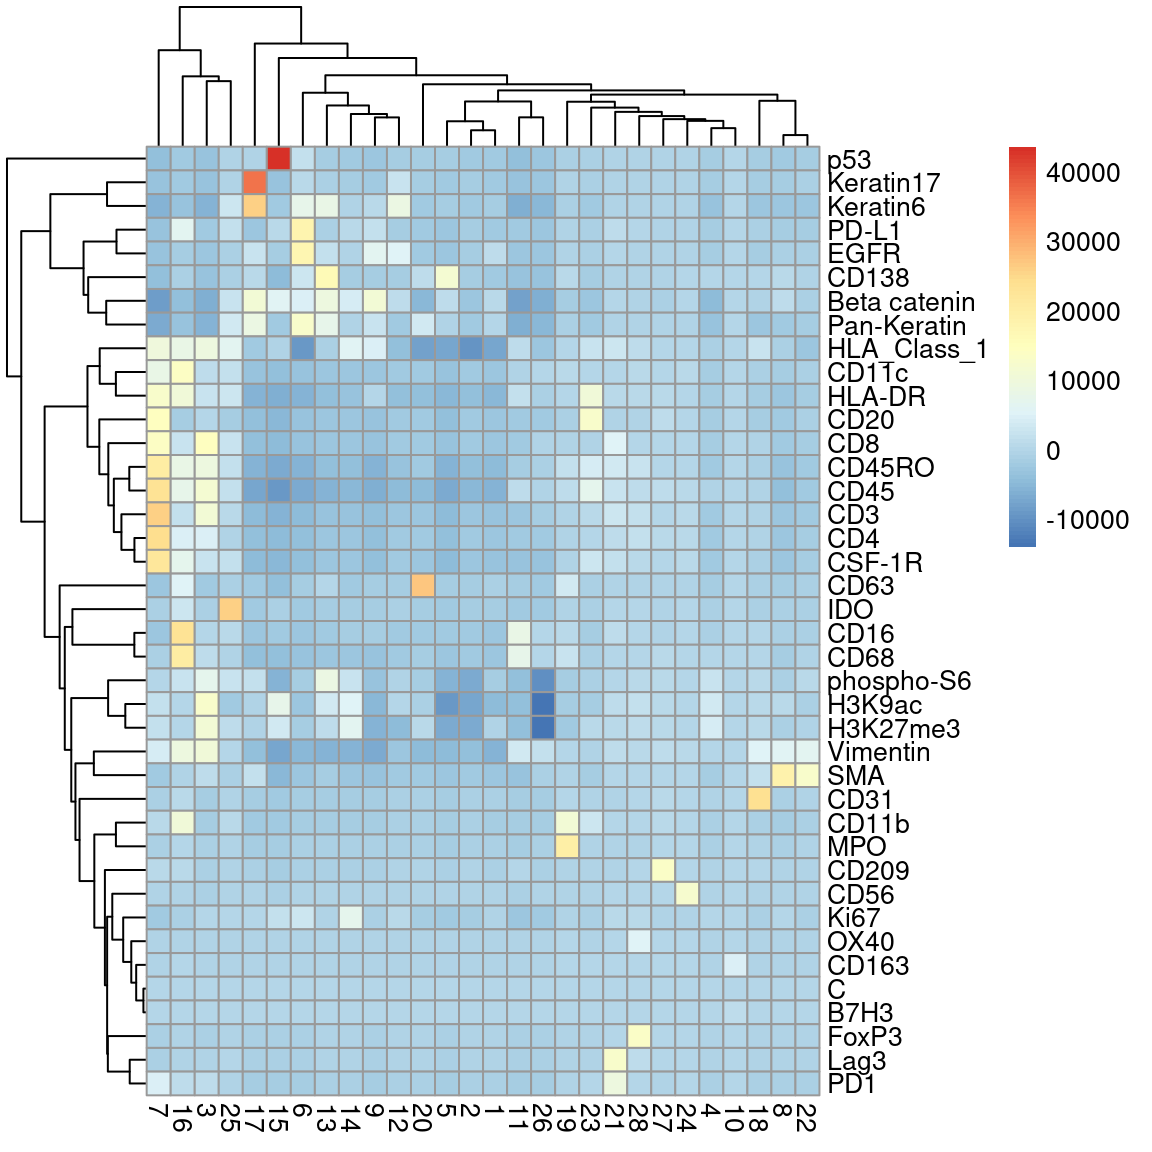 p53
Keratin17
Keratin6
PD-L1
EGFR
CD138
Beta catenin
Pan-Keratin
HLA_Class_1
CD11c
HLA-DR
CD20
CD8
CD45RO
CD45
CD3
CD4
CSF-1R
CD63
IDO
CD16
CD68
phospho-S6
H3K9ac
H3K27me3
Vimentin
SMA
CD31
CD11b
MPO
CD209
CD56
Ki67
OX40
CD163
C
B7H3
FoxP3
Lag3
PD1
40000
30000
20000
10000
0
-10000
7
16
3
25
17
15
6
13
14
9
12
20
5
2
1
11
26
19
23
21
28
27
24
4
10
18
8
22